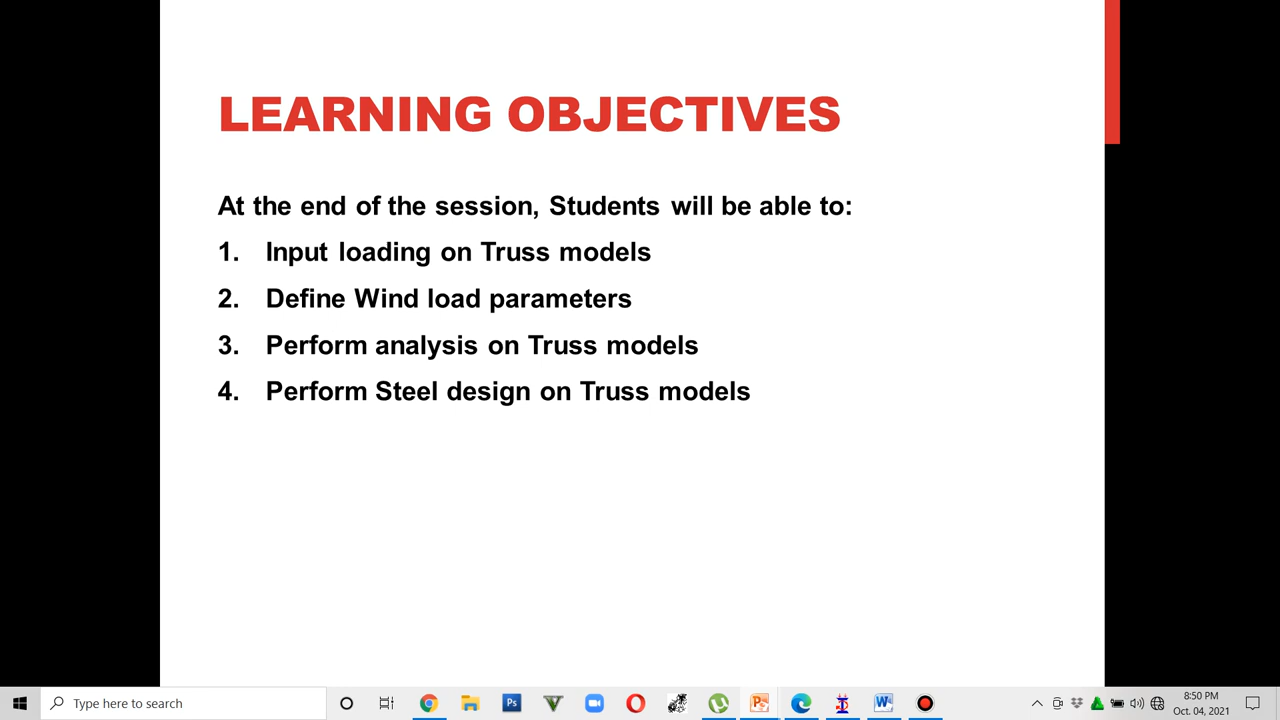 LEARNING OBJECTIVES
At the end of the session, Students will be able to:
1. Input loading on Truss models
2. Define Wind load parameters
3. Perform analysis on Truss models
4. Perform Steel design on Truss models
Type here to search
Ps
8:50 PM
Oct. 04, 2021